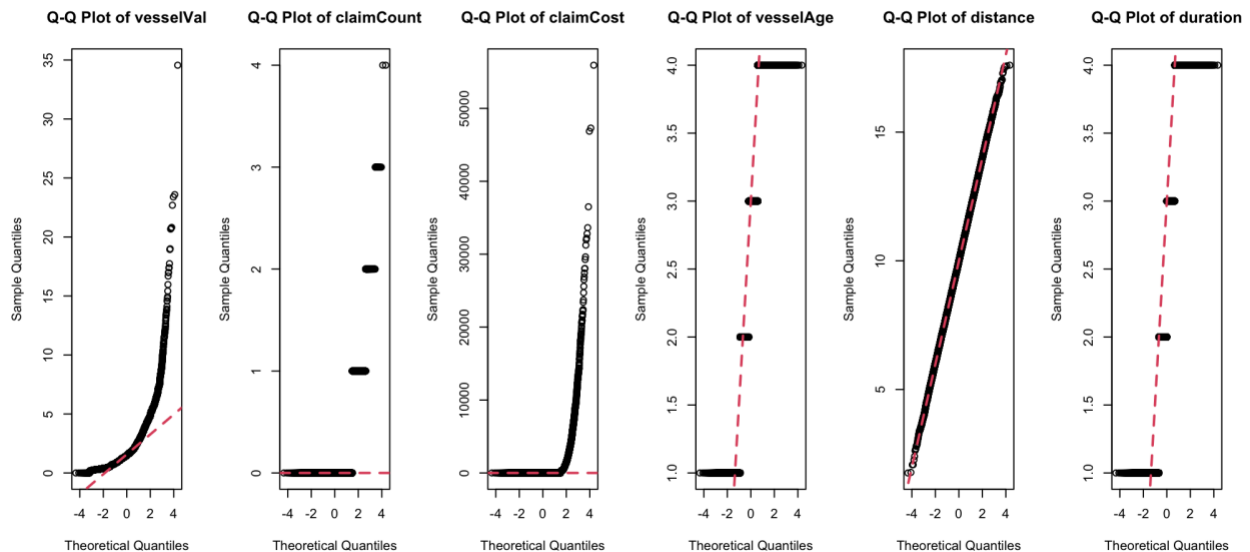 Q-Q Plot of vesselVal
Sample Quantiles
35
30
25
20
15
10
5
0
-4 -2 0 2 4
Theoretical Quantiles
Q-Q Plot of claimCount
Sample Quantiles
4
3
2
1
0
-4 -2 0 2 4
Theoretical Quantiles
Q-Q Plot of claimCost
Sample Quantiles
50000
40000
30000
20000
10000
0
-4 -2 0 2 4
Theoretical Quantiles
Q-Q Plot of vesselAge
Sample Quantiles
4.0
3.5
3.0
2.5
2.0
1.5
1.0
-4 -2 0 2 4
Theoretical Quantiles
Q-Q Plot of distance
Sample Quantiles
15
10
5
-4 -2 0 2 4
Theoretical Quantiles
Q-Q Plot of duration
Sample Quantiles
4.0
3.5
3.0
2.5
2.0
1.5
1.0
-4 -2 0 2 4
Theoretical Quantiles